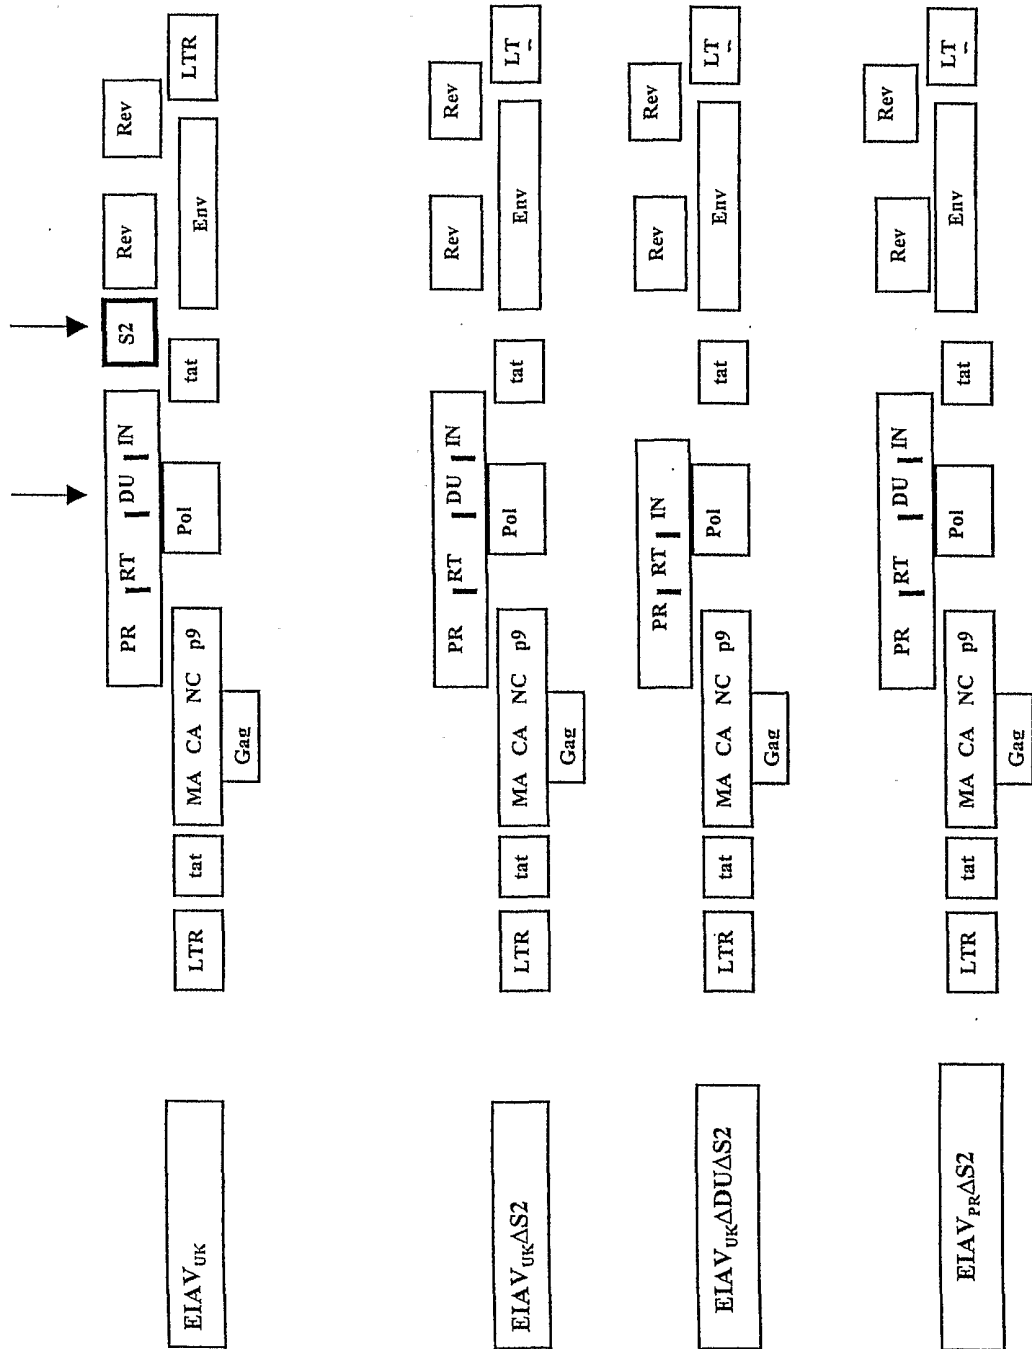 EIAV_UK
LTR tat MA CA NC p9 Gag PR RT DU IN Pol S2 tat Rev Env Rev LTR
EIAV_UKΔS2
LTR tat MA CA NC p9 Gag PR RT DU IN Pol tat Rev Env Rev LT
EIAV_UKΔDUΔS2
LTR tat MA CA NC p9 Gag PR RT IN Pol tat Rev Env Rev LT
EIAV_PRΔS2
LTR tat MA CA NC p9 Gag PR RT DU IN Pol tat Rev Env Rev LT